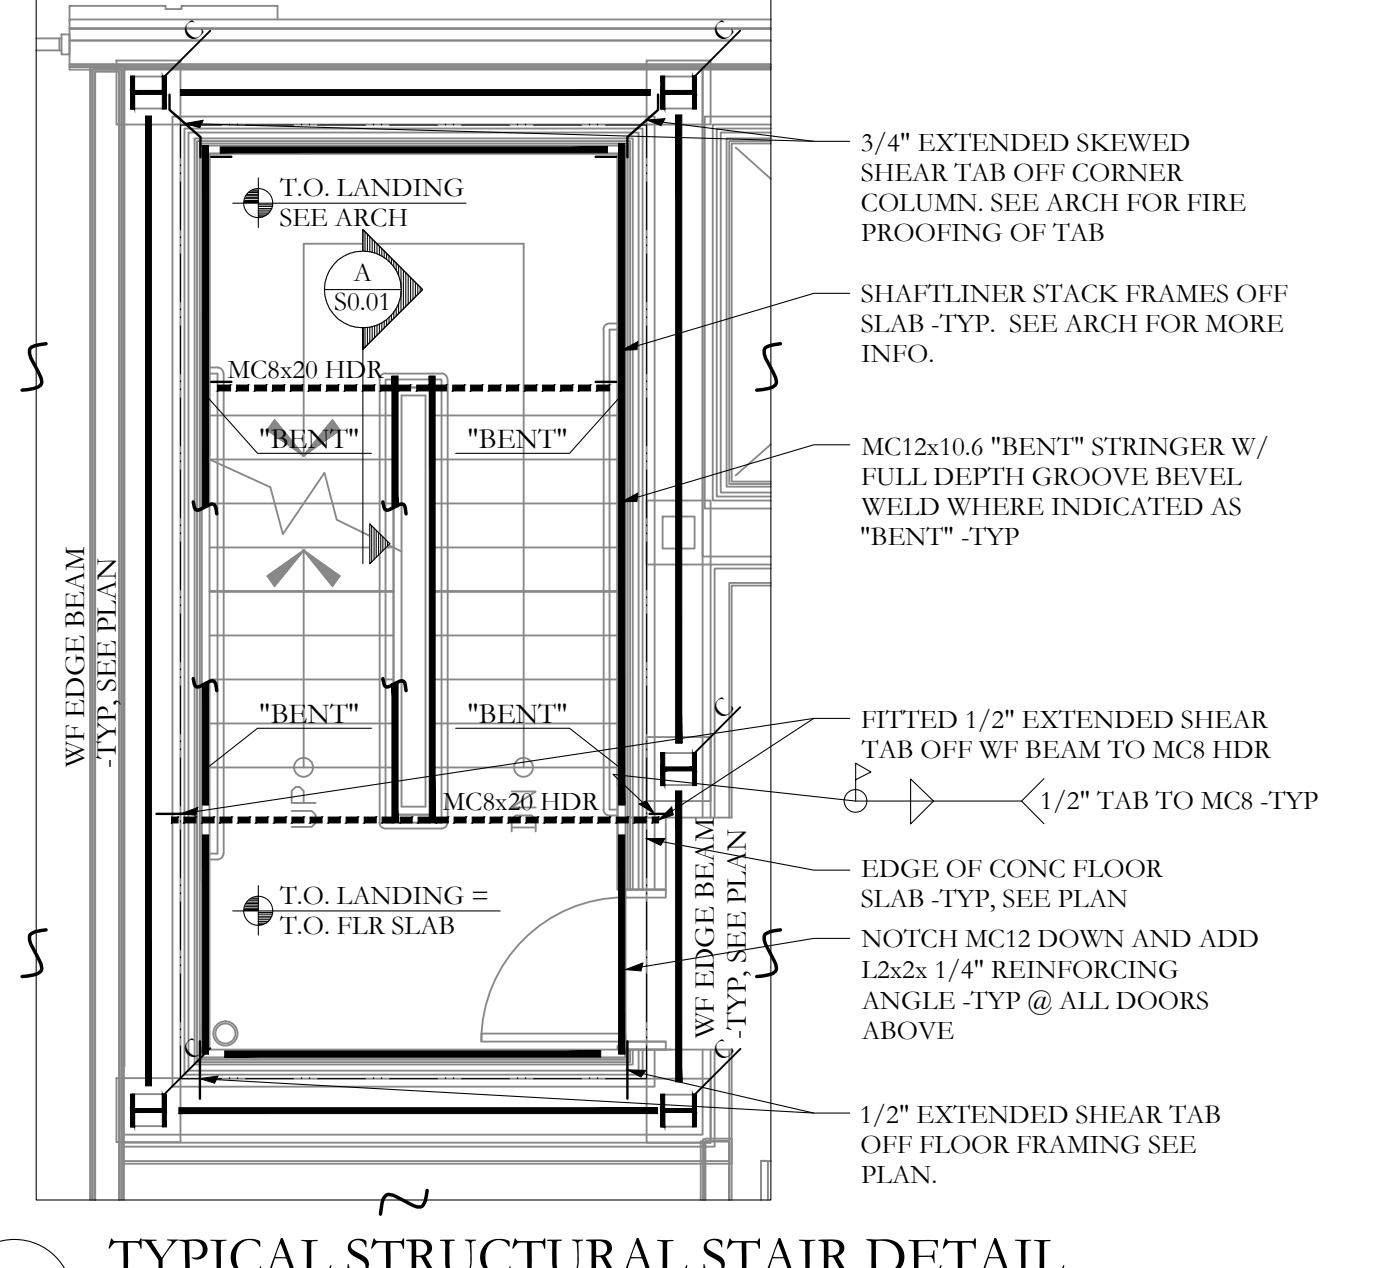 C
C
3/4" EXTENDED SKEWED
SHEAR TAB OFF CORNER
COLUMN. SEE ARCH FOR FIRE
PROOFING OF TAB
T.O. LANDING
SEE ARCH
A
S0.01
SHAFTLINER STACK FRAMES OFF
SLAB -TYP.  SEE ARCH FOR MORE
INFO.
MC8x20 HDR
"BENT"
"BENT"
MC12x10.6 "BENT" STRINGER W/
FULL DEPTH GROOVE BEVEL
WELD WHERE INDICATED AS
"BENT" -TYP
WF EDGE BEAM
-TYP, SEE PLAN
"BENT"
"BENT"
C
FITTED 1/2" EXTENDED SHEAR
TAB OFF WF BEAM TO MC8 HDR
1/2" TAB TO MC8 -TYP
UP
DN
MC8x20 HDR
EDGE OF CONC FLOOR
SLAB -TYP, SEE PLAN
T.O. LANDING =
T.O. FLR SLAB
WF EDGE BEAM
-TYP, SEE PLAN
NOTCH MC12 DOWN AND ADD
L2x2x 1/4" REINFORCING
ANGLE -TYP @ ALL DOORS
ABOVE
C
C
1/2" EXTENDED SHEAR TAB
OFF FLOOR FRAMING SEE
PLAN.
TYPICAL STRUCTURAL STAIR DETAIL